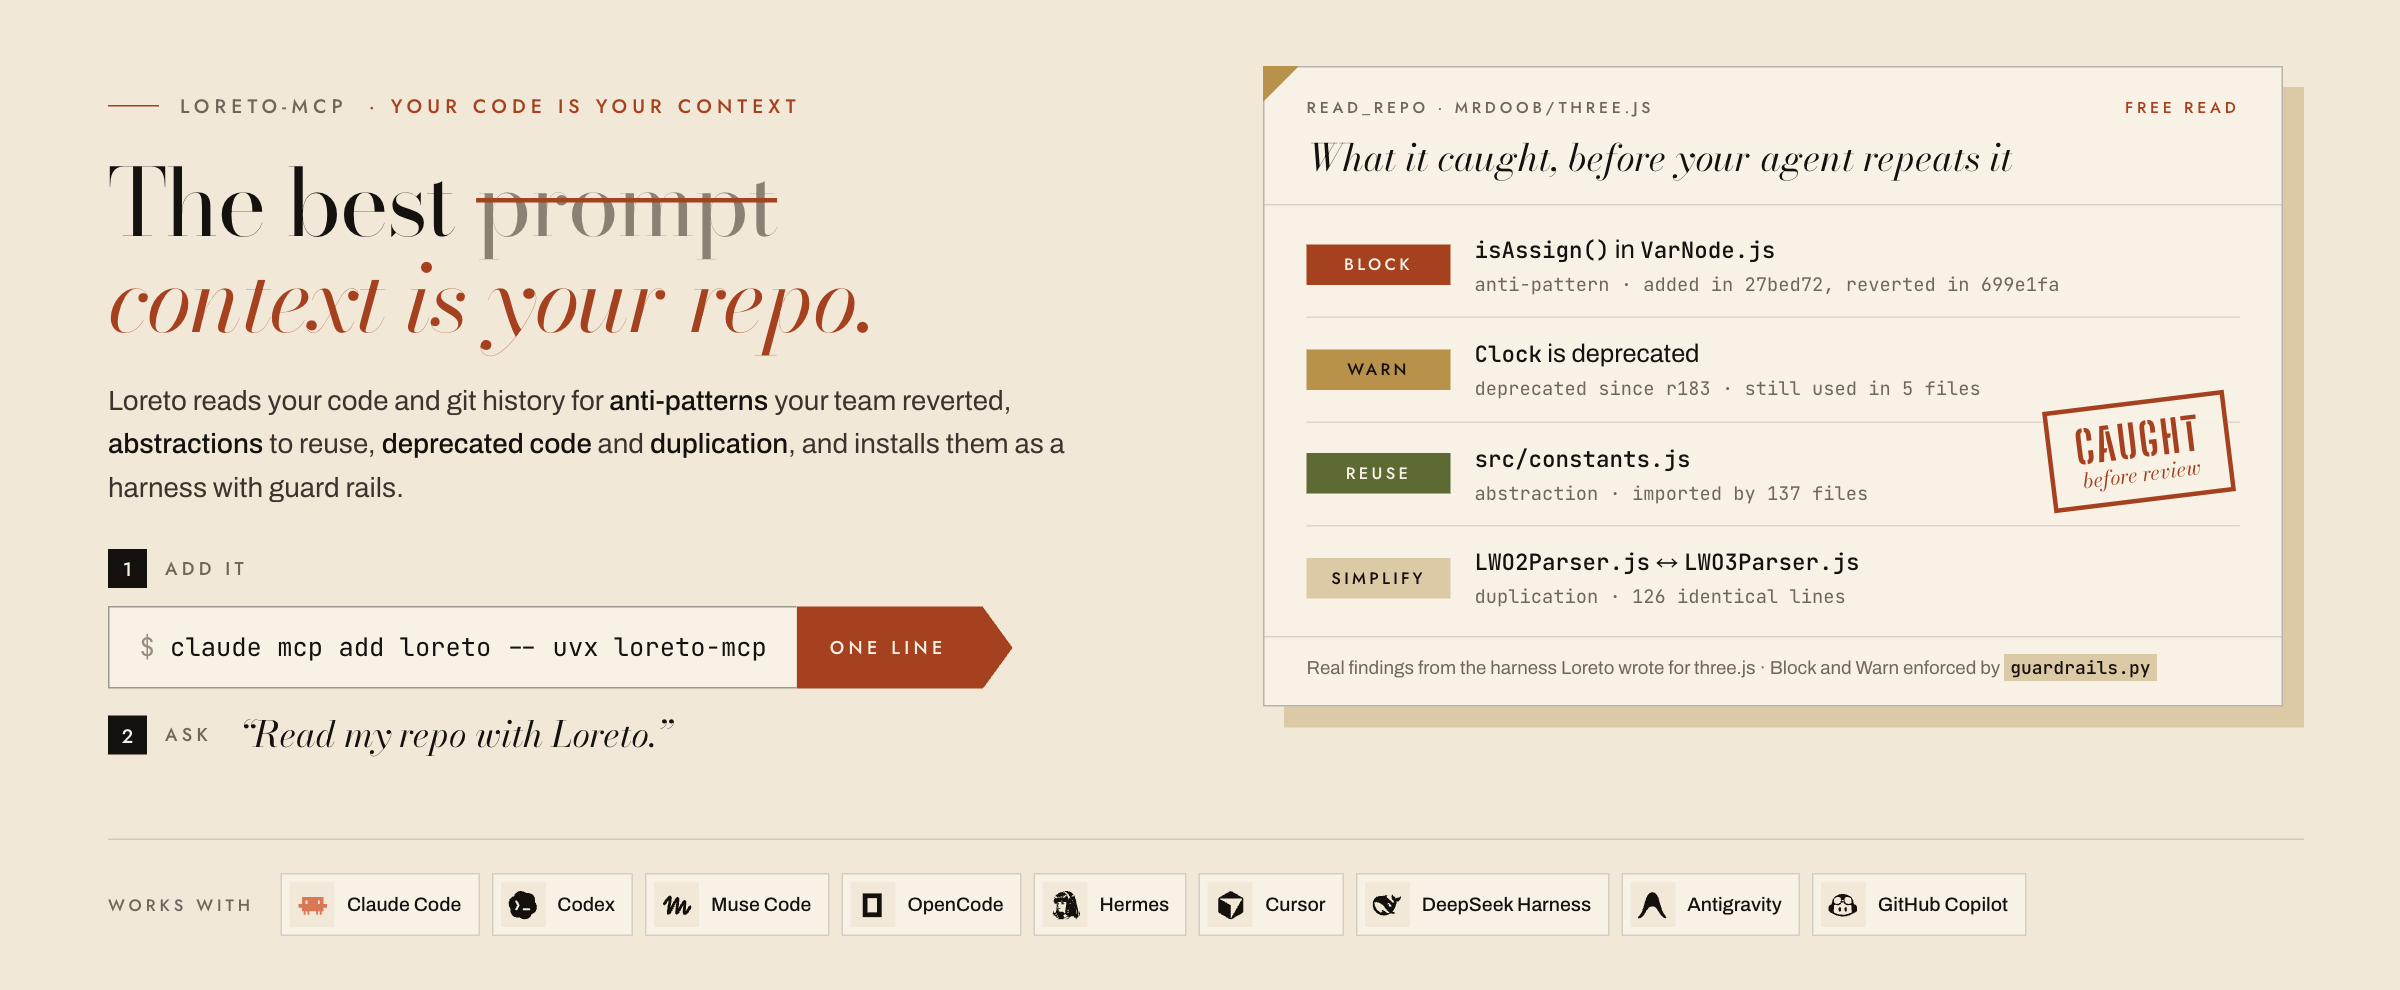 LORETO-MCP · YOUR CODE IS YOUR CONTEXT
The best prompt
context is your repo.
Loreto reads your code and git history for anti-patterns your team reverted,
abstractions to reuse, deprecated code and duplication, and installs them as a
harness with guard rails.
1 ADD IT
$ claude mcp add loreto -- uvx loreto-mcp ONE LINE
2 ASK “Read my repo with Loreto.”
READ_REPO · MRDOOB/THREE.JS FREE READ
What it caught, before your agent repeats it
BLOCK isAssign() in VarNode.js
anti-pattern · added in 27bed72, reverted in 699e1fa
WARN Clock is deprecated
deprecated since r183 · still used in 5 files
REUSE src/constants.js
abstraction · imported by 137 files
CAUGHT
before review
SIMPLIFY LWO2Parser.js ↔ LWO3Parser.js
duplication · 126 identical lines
Real findings from the harness Loreto wrote for three.js · Block and Warn enforced by guardrails.py
WORKS WITH Claude Code Codex Muse Code OpenCode Hermes Cursor DeepSeek Harness Antigravity GitHub Copilot